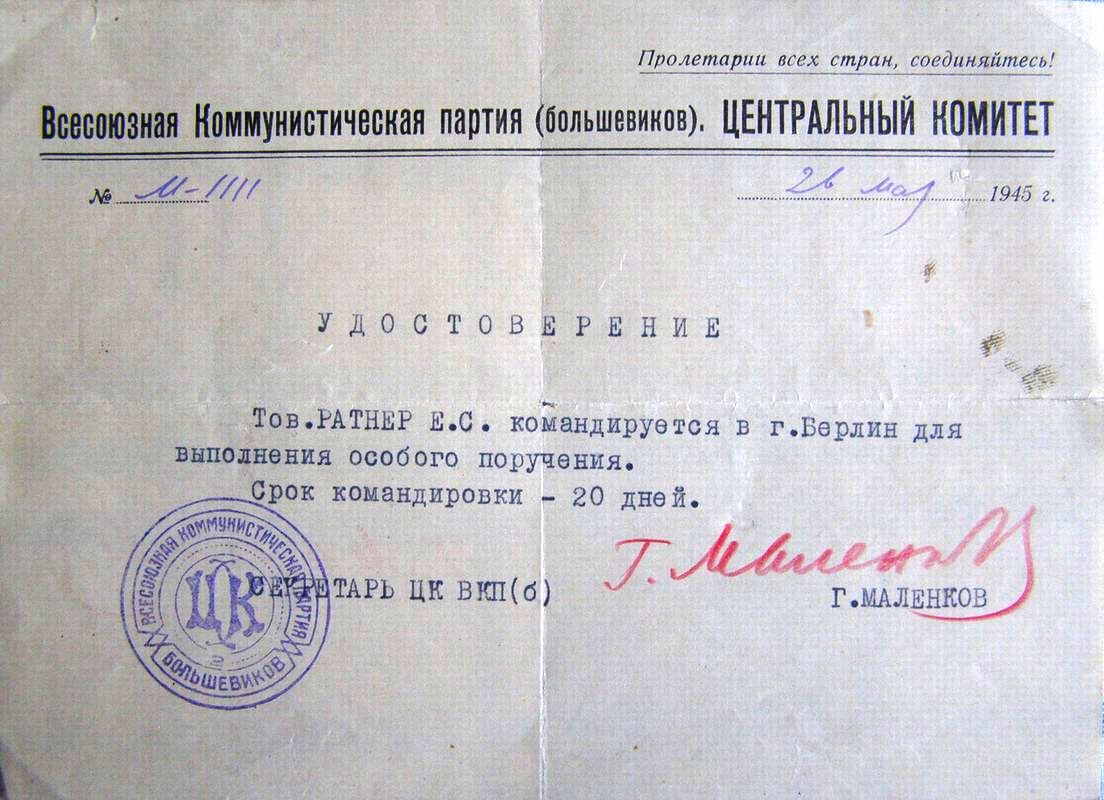 Пролетарии всех стран, соединяйтесь!
Всесоюзная Коммунистическая партия (большевиков). ЦЕНТРАЛЬНЫЙ КОМИТЕТ
№ М-1111
26 мая 1945 г.
УДОСТОВЕРЕНИЕ
Тов.РАТНЕР Е.С. командируется в г.Берлин для
выполнения особого поручения.
Срок командировки - 20 дней.
СЕКРЕТАРЬ ЦК ВКП(б)
Г. Маленков
Г.МАЛЕНКОВ
ВСЕСОЮЗНАЯ КОММУНИСТИЧЕСКАЯ ПАРТИЯ
ЦК
2
БОЛЬШЕВИКОВ